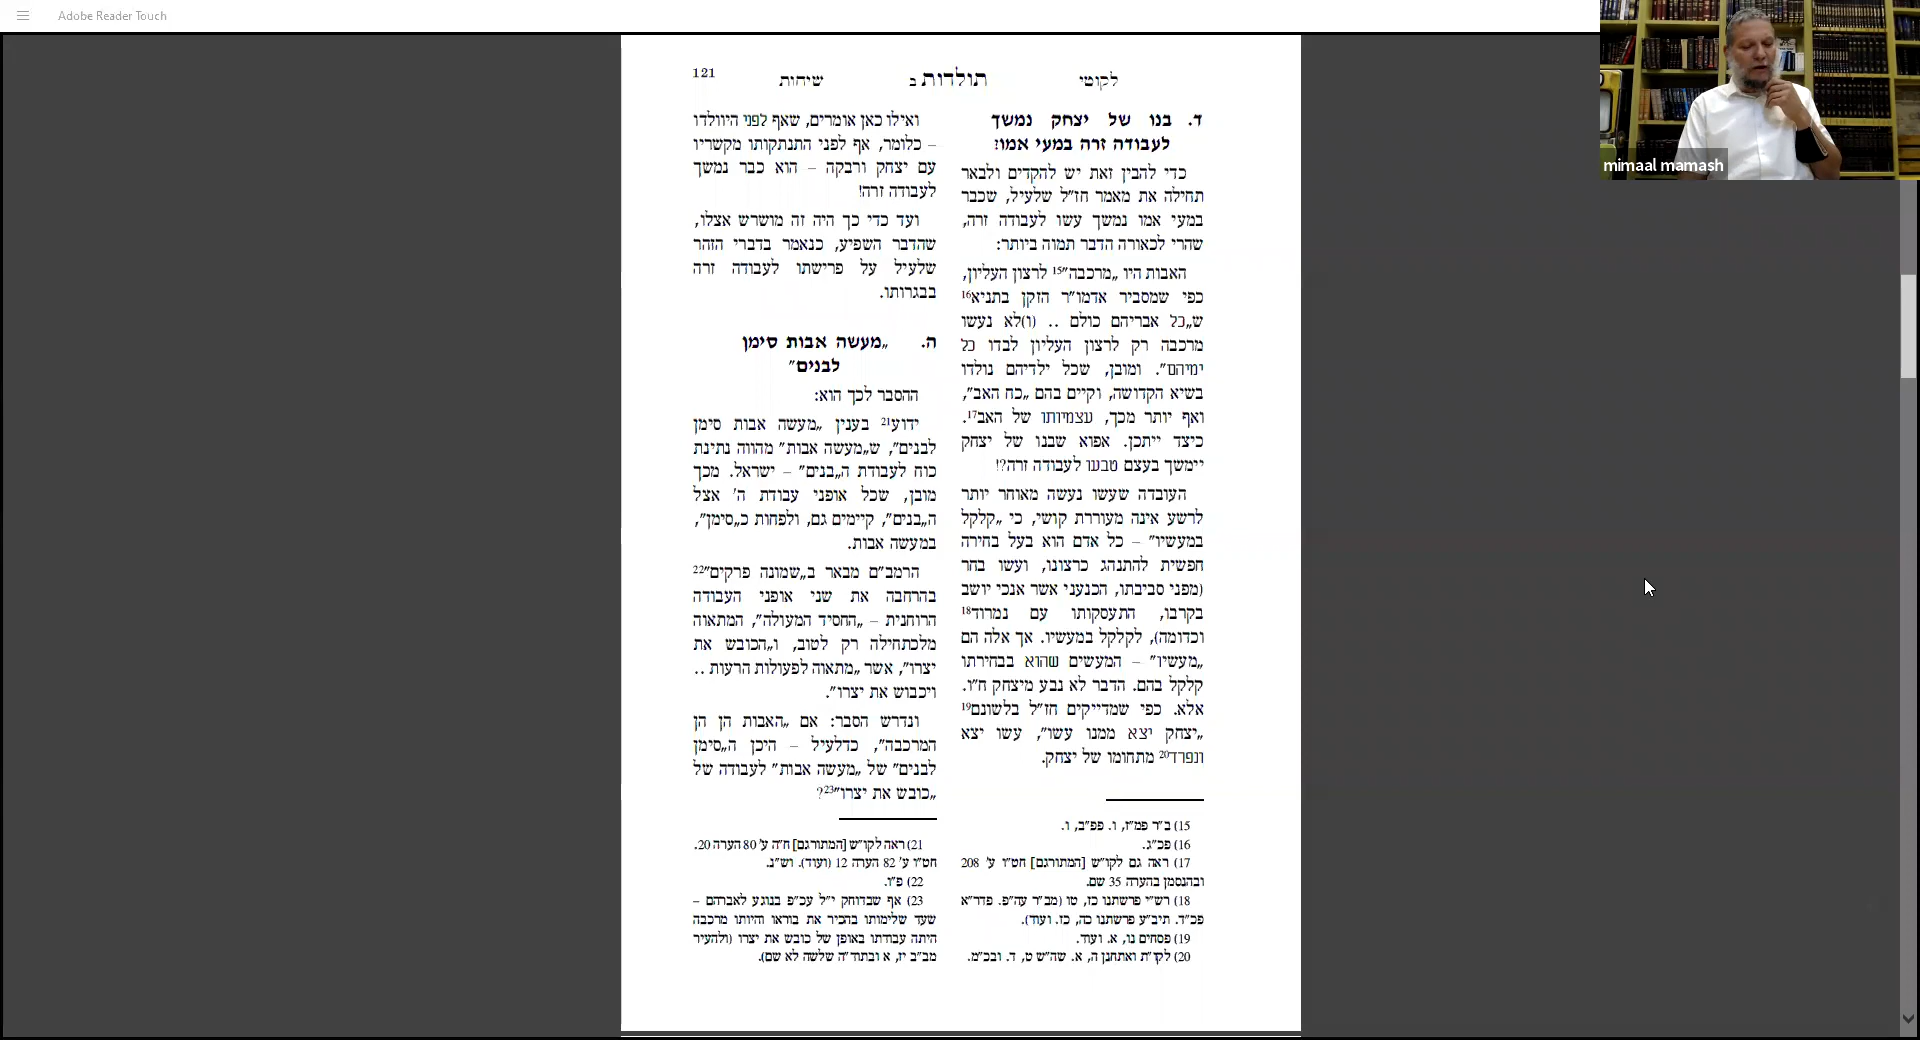 Adobe Reader Touch
mimaal mamash
לקוטי תולדות ב שיחות 121
ד. בנו של יצחק נמשך
לעבודה זרה במעי אמו?
כדי להבין זאת יש להקדים ולבאר
תחילה את מאמר חז"ל שלעיל, שכבר
במעי אמו נמשך עשו לעבודה זרה,
שהרי לכאורה הדבר תמוה ביותר:
האבות היו „מרכבה"15 לרצון העליון,
כפי שמסביר אדמו"ר הזקן בתניא16
ש„כל אבריהם כולם .. (ו)לא נעשו
מרכבה רק לרצון העליון לבדו כל
ימיהם". ומובן, שכל ילדיהם נולדו
בשיא הקדושה, וקיים בהם „כח האב",
ואף יותר מכך, עצמיותו של האב17.
כיצד ייתכן. אפוא שבנו של יצחק
יימשך בעצם טבעו לעבודה זרה?!
העובדה שעשו נעשה מאוחר יותר
לרשע אינה מעוררת קושי, כי „קלקל
במעשיו" – כל אדם הוא בעל בחירה
חפשית להתנהג כרצונו, ועשו בחר
(מפני סביבתו, הכנעני אשר אנכי יושב
בקרבו, התעסקותו עם נמרוד18
וכדומה), לקלקל במעשיו. אך אלה הם
„מעשיו" – המעשים שהוא בבחירתו
קלקל בהם. הדבר לא נבע מיצחק ח"ו.
אלא. כפי שמדייקים חז"ל בלשונם19
„יצחק יצא ממנו עשו", עשו יצא
ונפרד20 מתחומו של יצחק.
15) ב"ר פמ"ז, ו. פפ"ב, ו.
16) פכ"ג.
17) ראה גם לקו"ש [המתורגם] חט"ו ע' 208
ובהנסמן בהערה 35 שם.
18) רש"י פרשתנו כז, טו (מב"ר עה"פ. פדר"א
פכ"ד. תיב"ע פרשתנו כה, כז. ועוד).
19) פסחים נו, א. ועוד.
20) לקו"ת ואתחנן ה, א. שה"ש ט, ד. ובכ"מ.
ואילו כאן אומרים, שאף לפני היוולדו
– כלומר, אף לפני התנתקותו מקשריו
עם יצחק ורבקה – הוא כבר נמשך
לעבודה זרה!
ועד כדי כך היה זה מושרש אצלו,
שהדבר השפיע, כנאמר בדברי הזהר
שלעיל על פרישתו לעבודה זרה
בבגרותו.
ה. „מעשה אבות סימן
לבנים"
ההסבר לכך הוא:
ידוע21 בענין „מעשה אבות סימן
לבנים", ש„מעשה אבות" מהווה נתינת
כוח לעבודת ה„בנים" – ישראל. מכך
מובן, שכל אופני עבודת ה' אצל
ה„בנים", קיימים גם, ולפחות כ„סימן",
במעשה אבות.
הרמב"ם מבאר ב„שמונה פרקים"22
בהרחבה את שני אופני העבודה
הרוחנית – „החסיד המעולה", המתאוה
מלכתחילה רק לטוב, ו„הכובש את
יצרו", אשר „מתאוה לפעולות הרעות ..
ויכבוש את יצרו".
ונדרש הסבר: אם „האבות הן הן
המרכבה", כדלעיל – היכן ה„סימן
לבנים" של „מעשה אבות" לעבודה של
„כובש את יצרו"23?
21) ראה לקו"ש [המתורגם] ח"ה ע' 80 הערה 20.
חט"ו ע' 82 הערה 12 (ועוד). וש"נ.
22) פ"ו.
23) אף שבדוחק י"ל עכ"פ בנוגע לאברהם –
שעד שלימותו בהכיר את בוראו והיותו מרכבה
היתה עבודתו באופן של כובש את יצרו (ולהעיר
מב"ב יז, א ובתוד"ה שלשה לא שם).